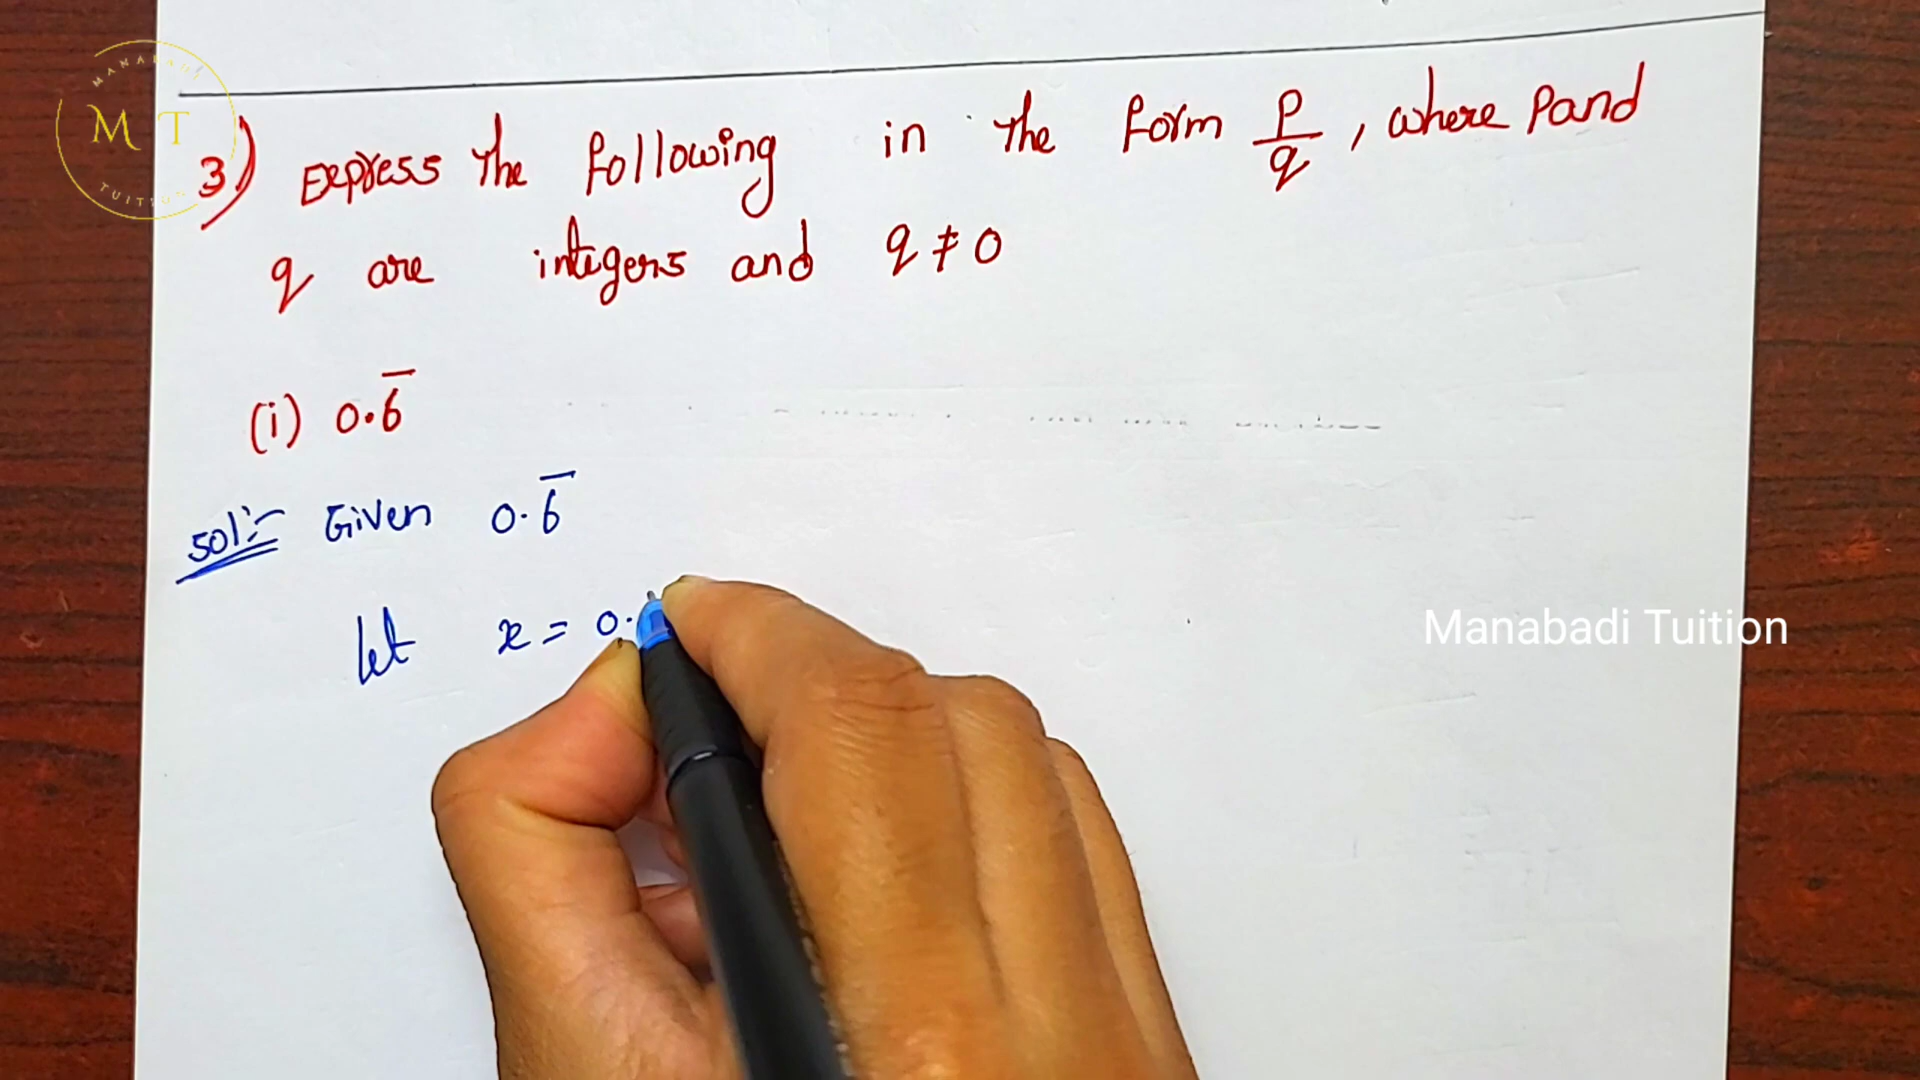 MANABADI
M T
TUITION
3) Express the following in the form p/q, where p and
q are integers and q ≠ 0
(i) 0.6̅
Sol:- Given 0.6̅
Let x = 0.
Manabadi Tuition